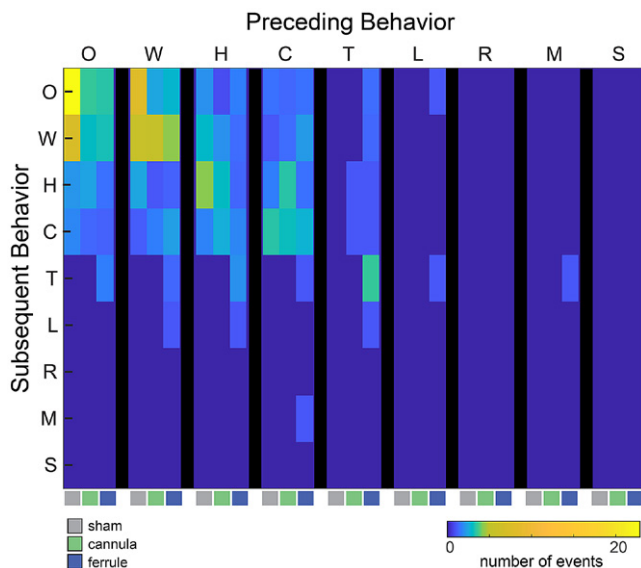 Preceding Behavior
O W H C T L R M S
Subsequent Behavior
O
W
H
C
T
L
R
M
S
sham
cannula
ferrule
0 20
number of events